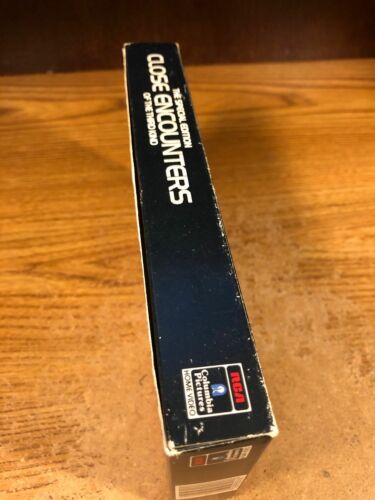 THE SPECIAL EDITION
CLOSE ENCOUNTERS
OF THE THIRD KIND
RCA
Columbia
Pictures
HOME VIDEO